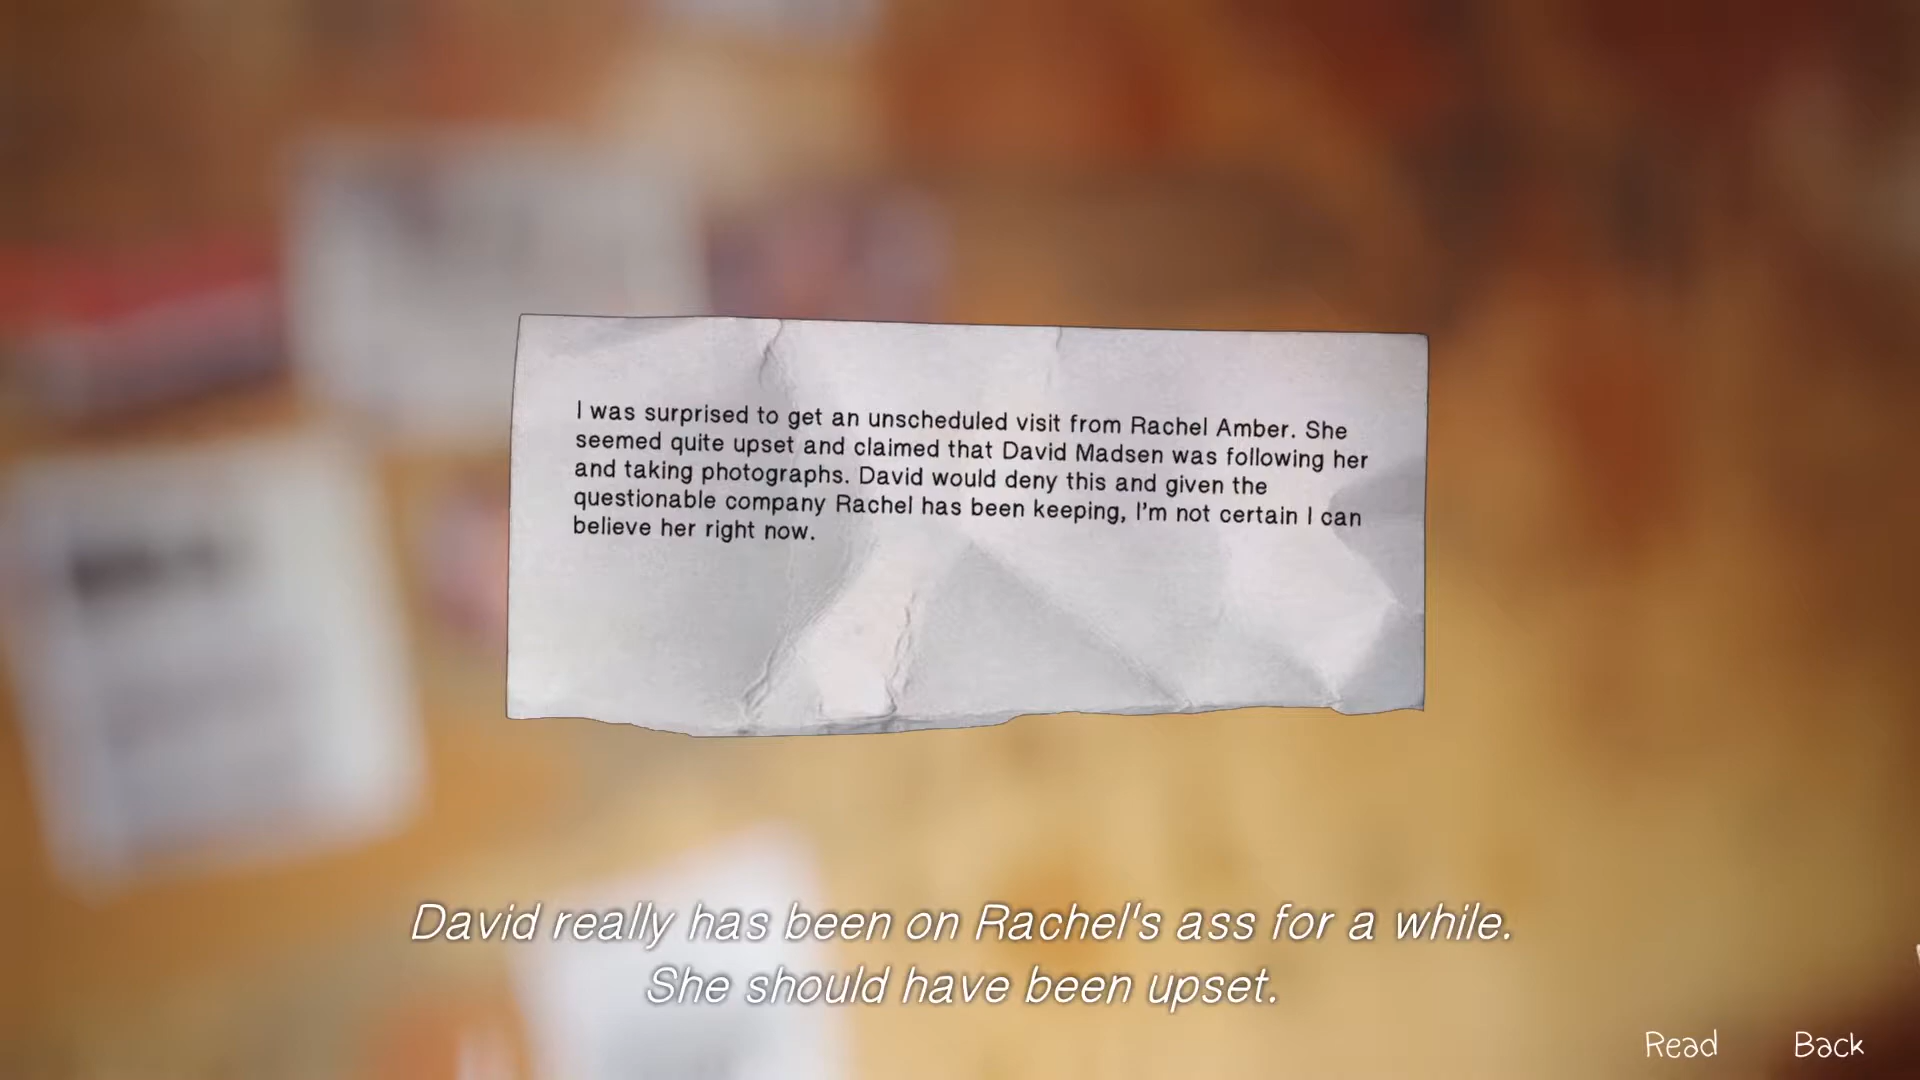 I was surprised to get an unscheduled visit from Rachel Amber. She
seemed quite upset and claimed that David Madsen was following her
and taking photographs. David would deny this and given the
questionable company Rachel has been keeping, I'm not certain I can
believe her right now.
David really has been on Rachel's ass for a while.
She should have been upset.
Read Back